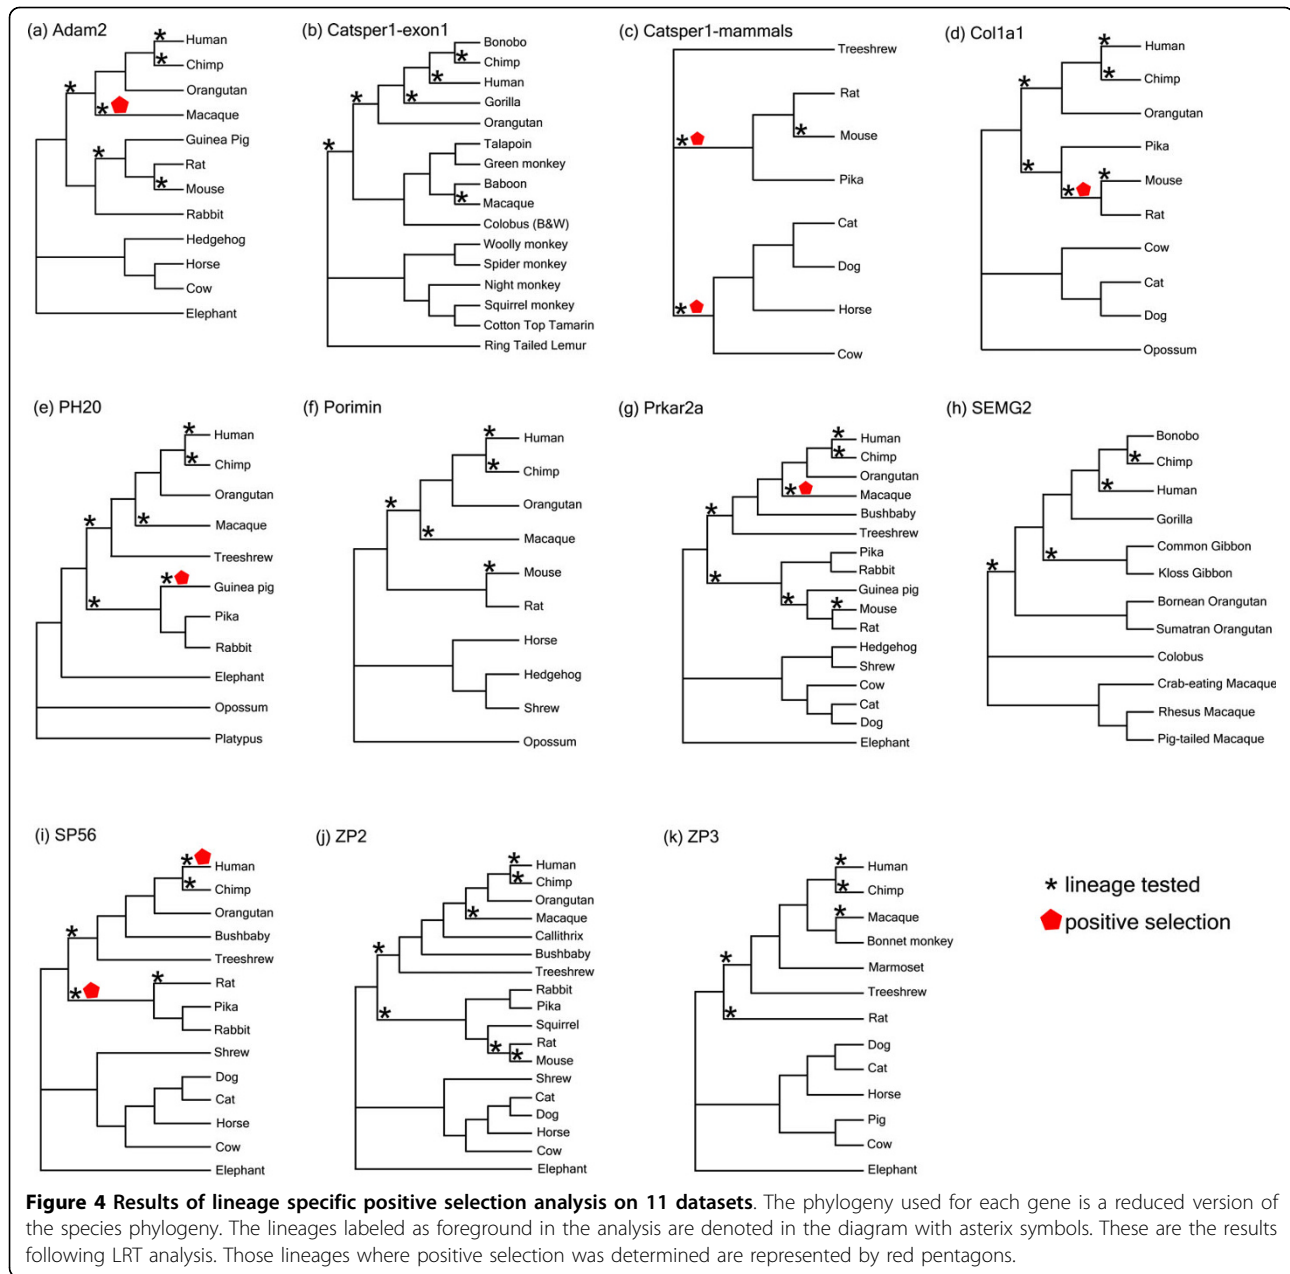 (a) Adam2
Human
Chimp
Orangutan
Macaque
Guinea Pig
Rat
Mouse
Rabbit
Hedgehog
Horse
Cow
Elephant
(b) Catsper1-exon1
Bonobo
Chimp
Human
Gorilla
Orangutan
Talapoin
Green monkey
Baboon
Macaque
Colobus (B&W)
Woolly monkey
Spider monkey
Night monkey
Squirrel monkey
Cotton Top Tamarin
Ring Tailed Lemur
(c) Catsper1-mammals
Treeshrew
Rat
Mouse
Pika
Cat
Dog
Horse
Cow
(d) Col1a1
Human
Chimp
Orangutan
Pika
Mouse
Rat
Cow
Cat
Dog
Opossum
(e) PH20
Human
Chimp
Orangutan
Macaque
Treeshrew
Guinea pig
Pika
Rabbit
Elephant
Opossum
Platypus
(f) Porimin
Human
Chimp
Orangutan
Macaque
Mouse
Rat
Horse
Hedgehog
Shrew
Opossum
(g) Prkar2a
Human
Chimp
Orangutan
Macaque
Bushbaby
Treeshrew
Pika
Rabbit
Guinea pig
Mouse
Rat
Hedgehog
Shrew
Cow
Cat
Dog
Elephant
(h) SEMG2
Bonobo
Chimp
Human
Gorilla
Common Gibbon
Kloss Gibbon
Bornean Orangutan
Sumatran Orangutan
Colobus
Crab-eating Macaque
Rhesus Macaque
Pig-tailed Macaque
(i) SP56
Human
Chimp
Orangutan
Bushbaby
Treeshrew
Rat
Pika
Rabbit
Shrew
Dog
Cat
Horse
Cow
Elephant
(j) ZP2
Human
Chimp
Orangutan
Macaque
Callithrix
Bushbaby
Treeshrew
Rabbit
Pika
Squirrel
Rat
Mouse
Shrew
Cat
Dog
Horse
Cow
Elephant
(k) ZP3
Human
Chimp
Macaque
Bonnet monkey
Marmoset
Treeshrew
Rat
Dog
Cat
Horse
Pig
Cow
Elephant
* lineage tested
positive selection
Figure 4 Results of lineage specific positive selection analysis on 11 datasets. The phylogeny used for each gene is a reduced version of
the species phylogeny. The lineages labeled as foreground in the analysis are denoted in the diagram with asterix symbols. These are the results
following LRT analysis. Those lineages where positive selection was determined are represented by red pentagons.